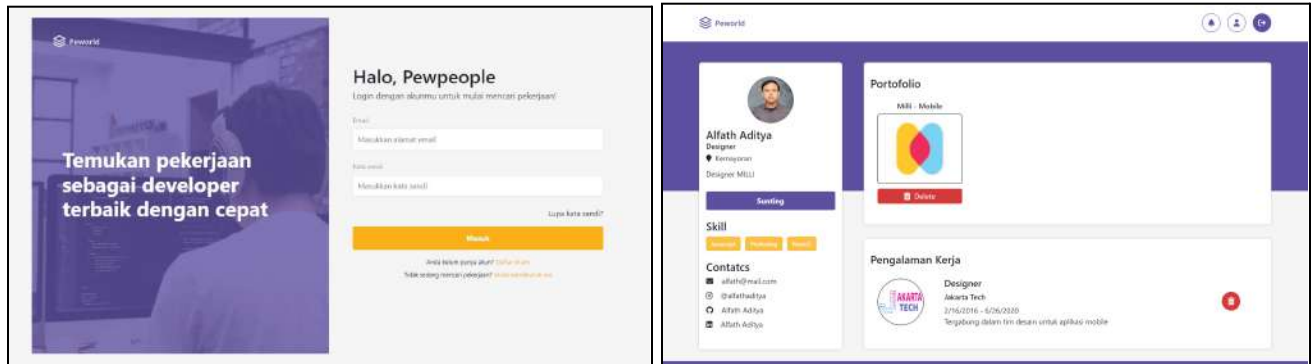 Peworld
Temukan pekerjaan
sebagai developer
terbaik dengan cepat
Halo, Pewpeople
Login dengan akunmu untuk mulai mencari pekerjaan!
Email
Masukkan alamat email
Kata sandi
Masukkan kata sandi
Lupa kata sandi?
Masuk
Anda belum punya akun? Daftar disini
Tidak sedang mencari pekerjaan?
Peworld
Alfath Aditya
Designer
Kemayoran
Designer MILLI
Sunting
Skill
Contatcs
alfath@mail.com
@alfathaditya
Alfath Aditya
Alfath Aditya
Portofolio
Milli - Mobile
Delete
Pengalaman Kerja
JAKARTA
TECH
Designer
Jakarta Tech
2/16/2016 - 6/26/2020
Tergabung dalam tim desain untuk aplikasi mobile